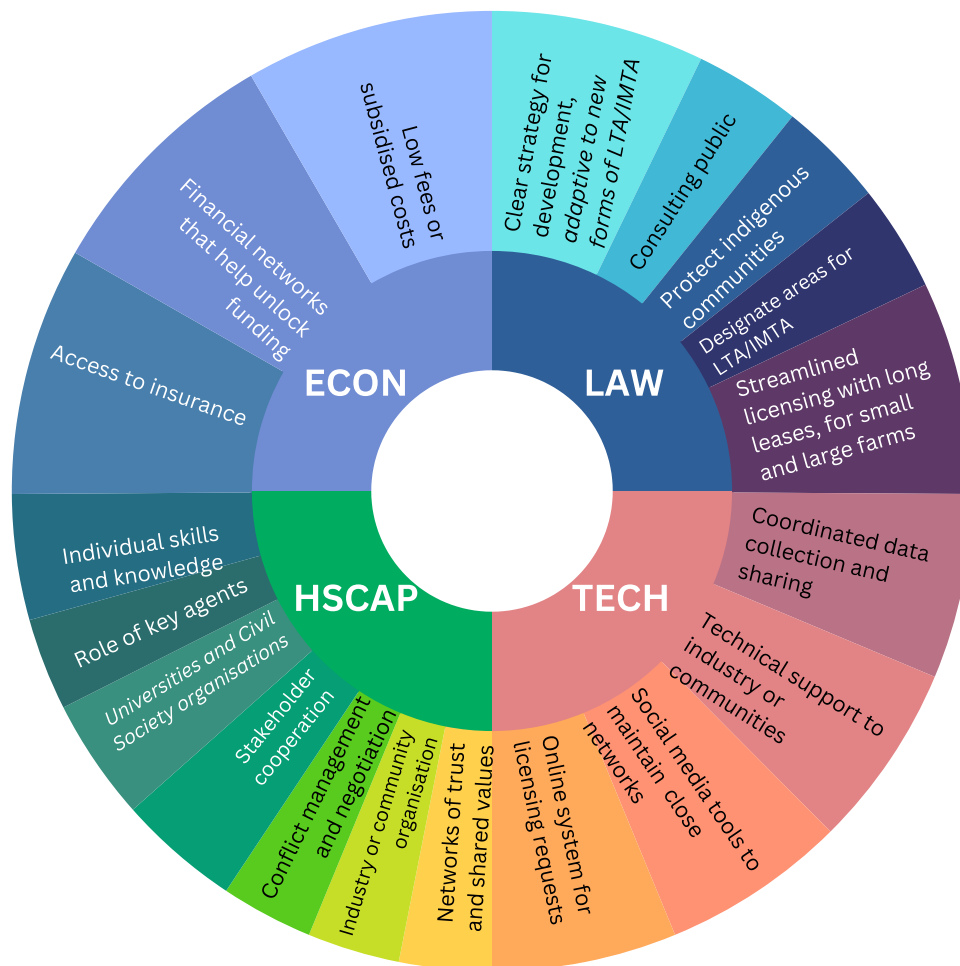 ECON
LAW
HSCAP
TECH
Clear strategy for
development,
adaptive to new
forms of LTA/IMTA
Consulting public
Protect indigenous
communities
Designate areas for
LTA/IMTA
Streamlined
licensing with long
leases, for small
and large farms
Coordinated data
collection and
sharing
Technical support to
industry or
communities
Social media tools to
maintain close
networks
Online system for
licensing requests
Networks of trust
and shared values
Industry or community
organisation
Conflict management
and negotiation
Stakeholder
cooperation
Universities and Civil
Society organisations
Role of key agents
Individual skills
and knowledge
Access to insurance
Financial networks
that help unlock
funding
Low fees or
subsidised costs